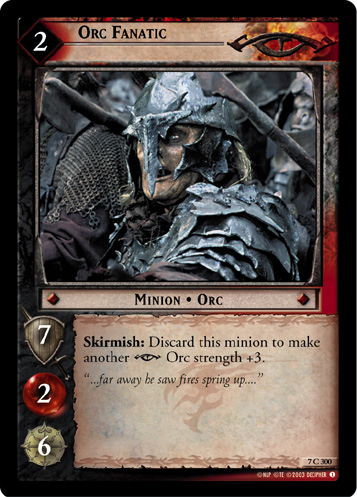 2
Orc Fanatic
Minion • Orc
7
Skirmish: Discard this minion to make
another Orc strength +3.
2
“...far away he saw fires spring up....”
6
7 C 300
©NLP ™TE ©2003 DECIPHER